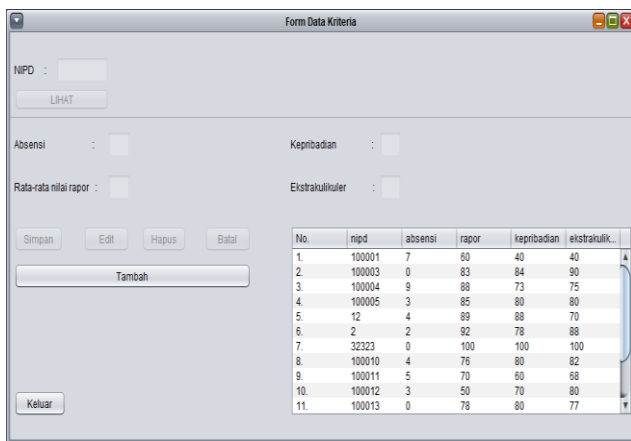 Form Data Kriteria
NIPD :
LIHAT
Absensi :
Kepribadian :
Rata-rata nilai rapor :
Ekstrakulikuler :
Simpan Edit Hapus Batal
Tambah
No. nipd absensi rapor kepribadian ekstrakulik...
1. 100001 7 60 40 40
2. 100003 0 83 84 90
3. 100004 9 88 73 75
4. 100005 3 85 80 80
5. 12 4 89 88 70
6. 2 2 92 78 88
7. 32323 0 100 100 100
8. 100010 4 76 80 82
9. 100011 5 70 60 68
10. 100012 3 50 70 80
11. 100013 0 78 80 77
Keluar